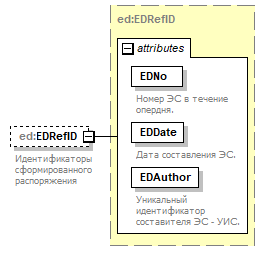 ed:EDRefID
attributes
EDNo
Номер ЭС в течение
опердня.
EDDate
Дата составления ЭС.
EDAuthor
Уникальный
идентификатор
составителя ЭС - УИС.
ed:EDRefID
Идентификаторы
сформированного
распоряжения